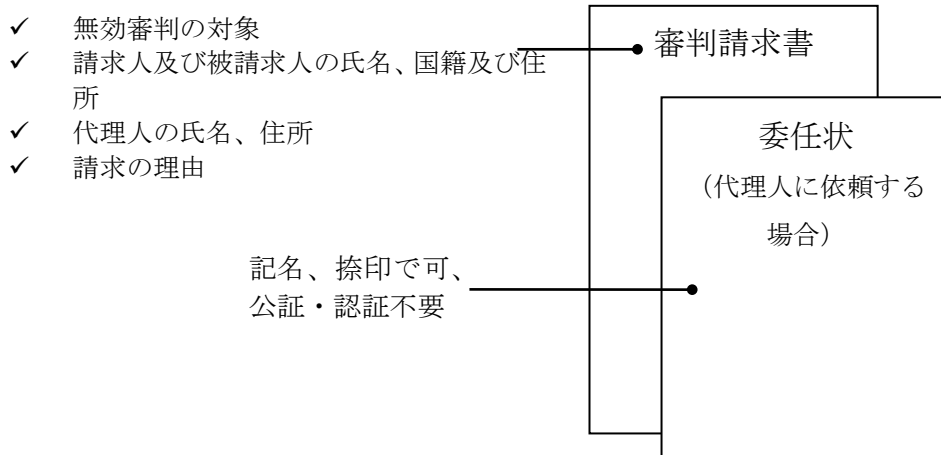 ✓ 無効審判の対象
✓ 請求人及び被請求人の氏名、国籍及び住
所
✓ 代理人の氏名、住所
✓ 請求の理由
審判請求書
委任状
（代理人に依頼する
場合）
記名、捺印で可、
公証・認証不要